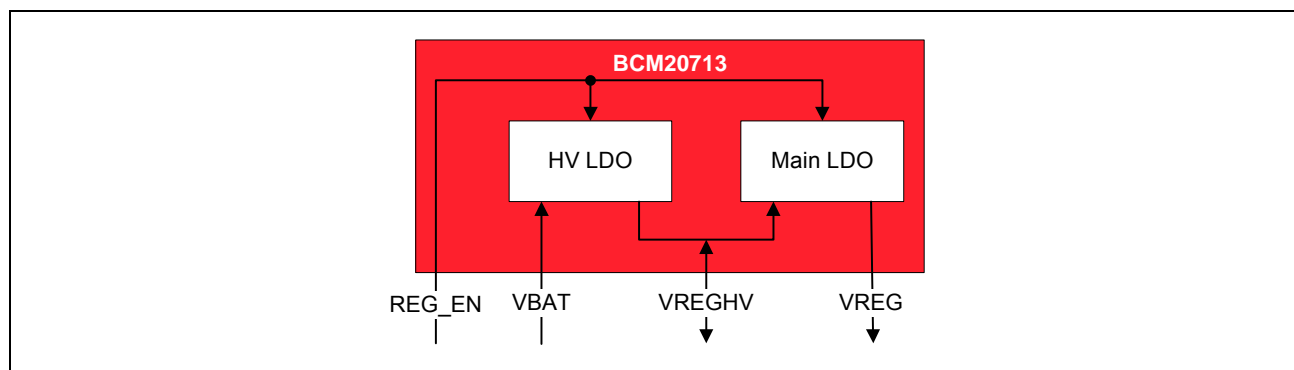 BCM20713
HV LDO
Main LDO
REG_EN
VBAT
VREGHV
VREG